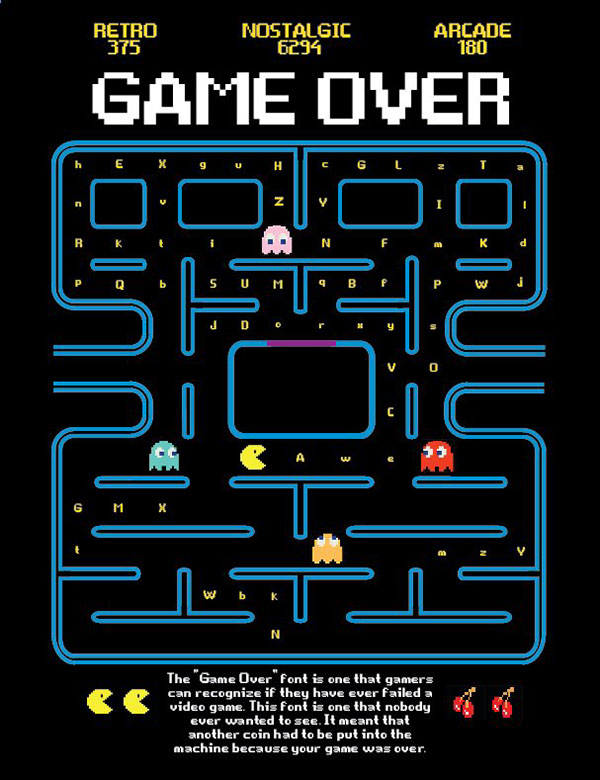 RETRO NOSTALGIC ARCADE
375 6294 180
GAME OVER
h E X g u H c G L z T a
n v Z Y I l
R k t i N F m K d
P Q b S U M q B f P W J
J D o r x y s
V O
C
A w e
G M X
t m z Y
W b k
N
The "Game Over" font is one that gamers
can recognize if they have ever failed a
video game. This font is one that nobody
ever wanted to see. It meant that
another coin had to be put into the
machine because your game was over.